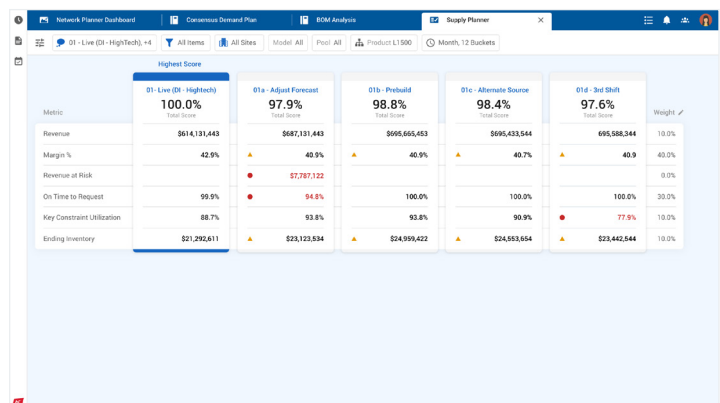 Network Planner Dashboard
Consensus Demand Plan
BOM Analysis
Supply Planner
01 - Live (DI - HighTech), +4
All Items
All Sites
Model All
Pool All
Product L1500
Month, 12 Buckets
Highest Score
Metric
01- Live (DI - Hightech)
100.0%
Total Score
01a - Adjust Forecast
97.9%
Total Score
01b - Prebuild
98.8%
Total Score
01c - Alternate Source
98.4%
Total Score
01d - 3rd Shift
97.6%
Total Score
Weight
Revenue $614,131,443 $687,131,443 $695,665,453 $695,433,544 695,588,344 10.0%
Margin % 42.9% 40.9% 40.9% 40.7% 40.9 40.0%
Revenue at Risk $7,787,122 0.0%
On Time to Request 99.9% 94.8% 100.0% 100.0% 100.0% 30.0%
Key Constraint Utilization 88.7% 93.8% 93.8% 90.9% 77.9% 10.0%
Ending Inventory $21,292,611 $23,123,534 $24,959,422 $24,553,654 $23,442,544 10.0%